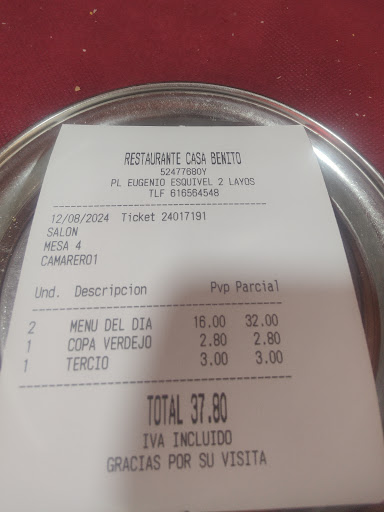 RESTAURANTE CASA BENITO
52477680Y
PL EUGENIO ESQUIVEL 2 LAYOS
TLF 616564548
12/08/2024 Ticket 24017191
SALON
MESA 4
CAMARERO1
Und. Descripcion Pvp Parcial
2 MENU DEL DIA 16.00 32.00
1 COPA VERDEJO 2.80 2.80
1 TERCIO 3.00 3.00
TOTAL 37.80
IVA INCLUIDO
GRACIAS POR SU VISITA